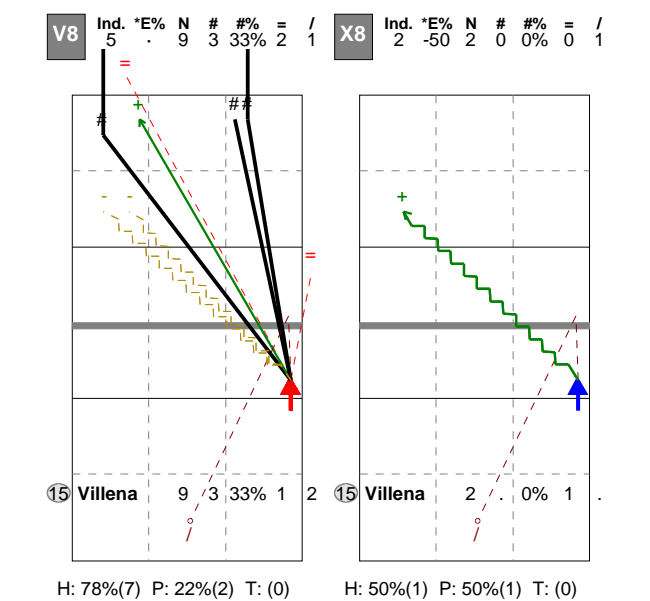 V8 Ind. *E% N # #% = /
5 . 9 3 33% 2 1
X8 Ind. *E% N # #% = /
2 -50 2 0 0% 0 1
=
+
# # #
- -
+
=
15 Villena 9 3 33% 1 2
15 Villena 2 . 0% 1 .
/
/
H: 78%(7) P: 22%(2) T: (0)
H: 50%(1) P: 50%(1) T: (0)